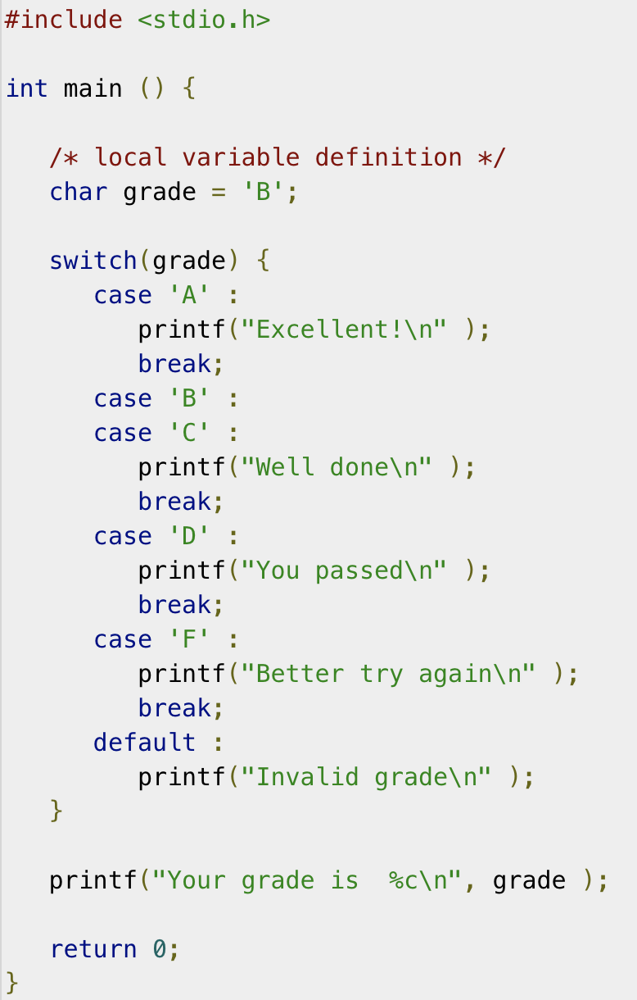 #include <stdio.h>

int main () {

   /* local variable definition */
   char grade = 'B';

   switch(grade) {
      case 'A' :
         printf("Excellent!\n" );
         break;
      case 'B' :
      case 'C' :
         printf("Well done\n" );
         break;
      case 'D' :
         printf("You passed\n" );
         break;
      case 'F' :
         printf("Better try again\n" );
         break;
      default :
         printf("Invalid grade\n" );
   }

   printf("Your grade is  %c\n", grade );

   return 0;
}